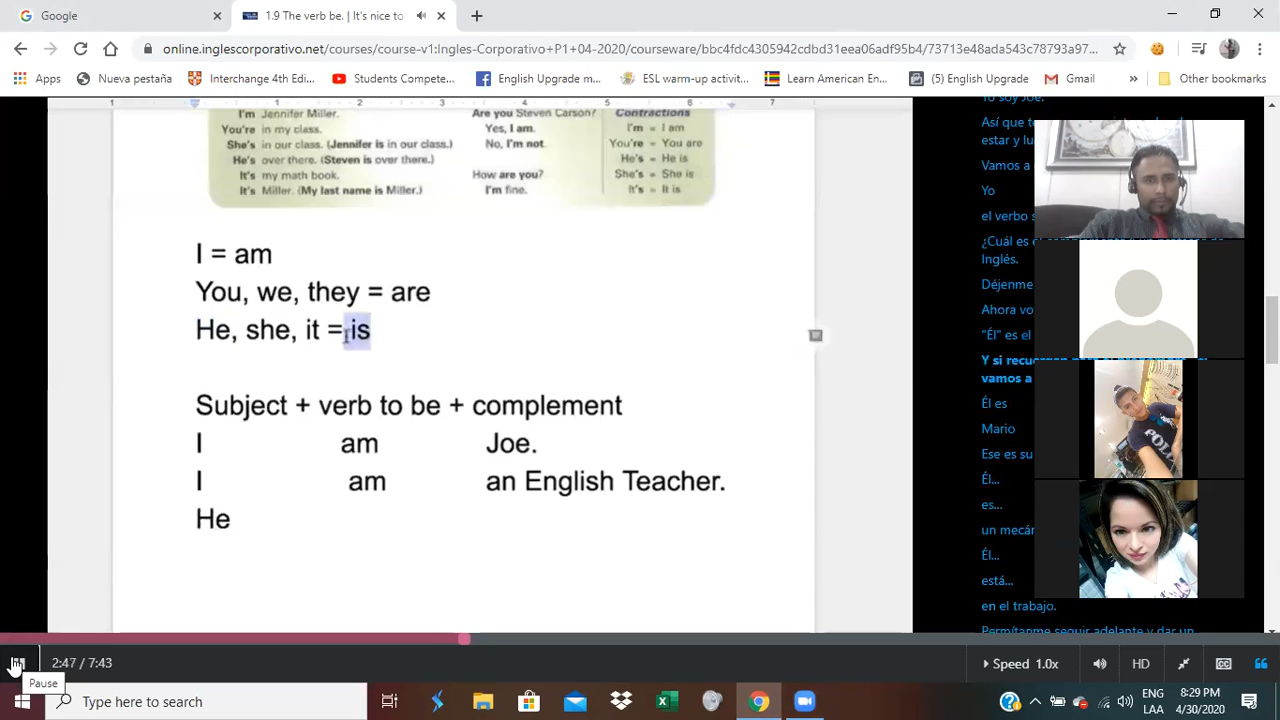 Google
1.9 The verb be. | It's nice to
online.inglescorporativo.net/courses/course-v1:Ingles-Corporativo+P1+04-2020/courseware/bbc4fdc4305942cdbd31eea06adf95b4/73713e48ada543c78793a97...
Apps
Nueva pestaña
Interchange 4th Edi...
Students Compete...
English Upgrade m...
ESL warm-up activit...
Learn American En...
(5) English Upgrade
Gmail
»
Other bookmarks
1 1 2 3 4 5 6 7
I'm Jennifer Miller.
You're in my class.
She's in our class. (Jennifer is in our class.)
He's over there. (Steven is over there.)
It's my math book.
It's Miller. (My last name is Miller.)
Are you Steven Carson?
Yes, I am.
No, I'm not.
How are you?
I'm fine.
Contractions
I'm = I am
You're = You are
He's = He is
She's = She is
It's = It is
I = am
You, we, they = are
He, she, it = is
Subject + verb to be + complement
I am Joe.
I am an English Teacher.
He
Yo soy Joe.
Así que t
estar y lu
Vamos a
Yo
el verbo s
¿Cuál es e
Inglés.
Déjenme
Ahora vo
"Él" es el
Y si recue
vamos a
Él es
Mario
Ese es su
Él...
es...
un mecán
Él...
está...
en el trabajo.
Permítanme seguir adelante y dar un
POL
2:47 / 7:43
Speed 1.0x
HD
Pause
Type here to search
ENG
LAA
8:29 PM
4/30/2020